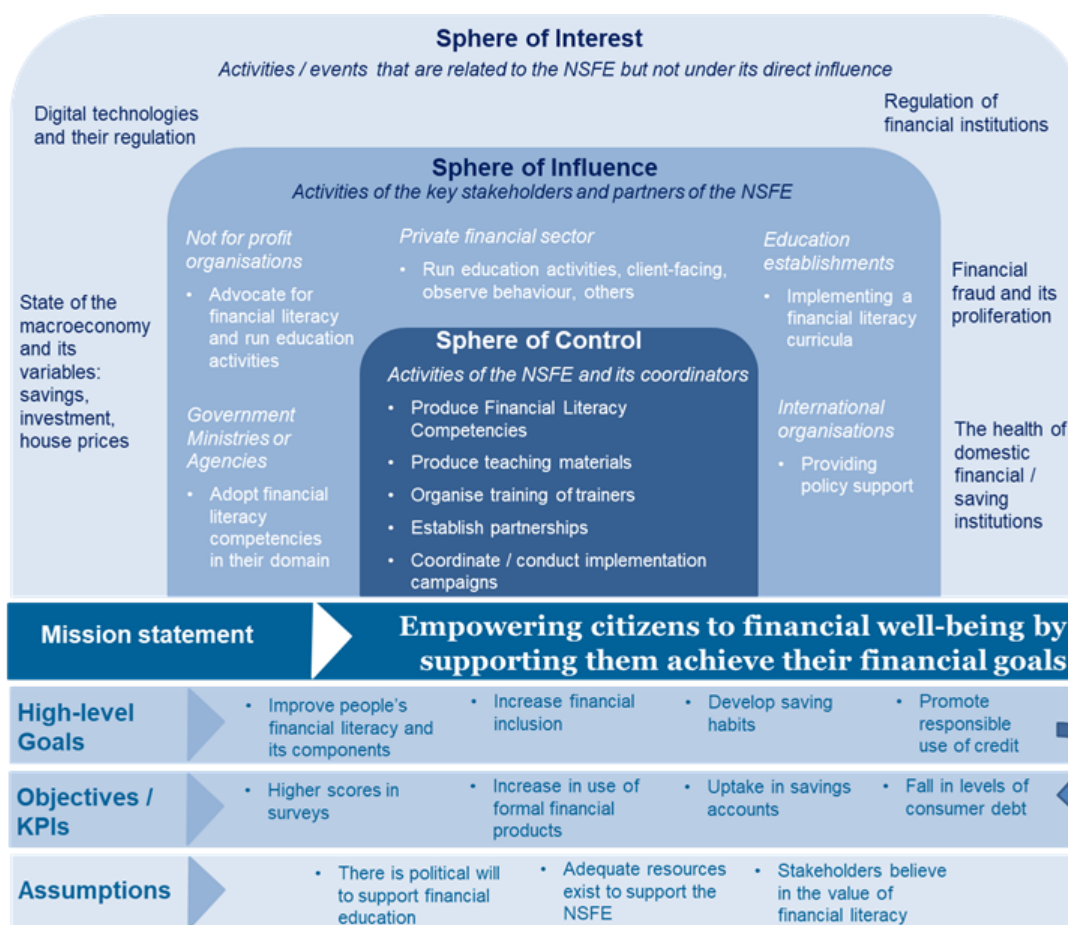 Sphere of Interest
Activities / events that are related to the NSFE but not under its direct influence
Digital technologies
and their regulation
Regulation of
financial institutions
Sphere of Influence
Activities of the key stakeholders and partners of the NSFE
Not for profit
organisations
• Advocate for
financial literacy
and run education
activities
Private financial sector
• Run education activities, client-facing,
observe behaviour, others
Education
establishments
• Implementing a
financial literacy
curricula
State of the
macroeconomy
and its
variables:
savings,
investment,
house prices
Financial
fraud and its
proliferation
Sphere of Control
Activities of the NSFE and its coordinators
• Produce Financial Literacy
Competencies
• Produce teaching materials
• Organise training of trainers
• Establish partnerships
• Coordinate / conduct implementation
campaigns
Government
Ministries or
Agencies
• Adopt financial
literacy
competencies
in their domain
International
organisations
• Providing
policy support
The health of
domestic
financial /
saving
institutions
Mission statement
Empowering citizens to financial well-being by
supporting them achieve their financial goals
High-level
Goals
• Improve people's
financial literacy and
its components
• Increase financial
inclusion
• Develop saving
habits
• Promote
responsible
use of credit
Objectives /
KPIs
• Higher scores in
surveys
• Increase in use of
formal financial
products
• Uptake in savings
accounts
• Fall in levels of
consumer debt
Assumptions
• There is political will
to support financial
education
• Adequate resources
exist to support the
NSFE
• Stakeholders believe
in the value of
financial literacy